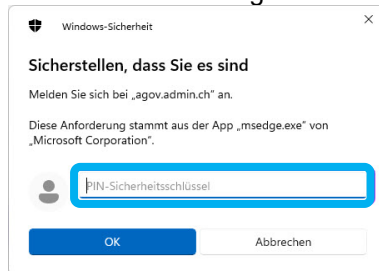 Windows-Sicherheit
Sicherstellen, dass Sie es sind
Melden Sie sich bei „agov.admin.ch" an.
Diese Anforderung stammt aus der App „msedge.exe" von
„Microsoft Corporation".
PIN-Sicherheitsschlüssel
OK
Abbrechen